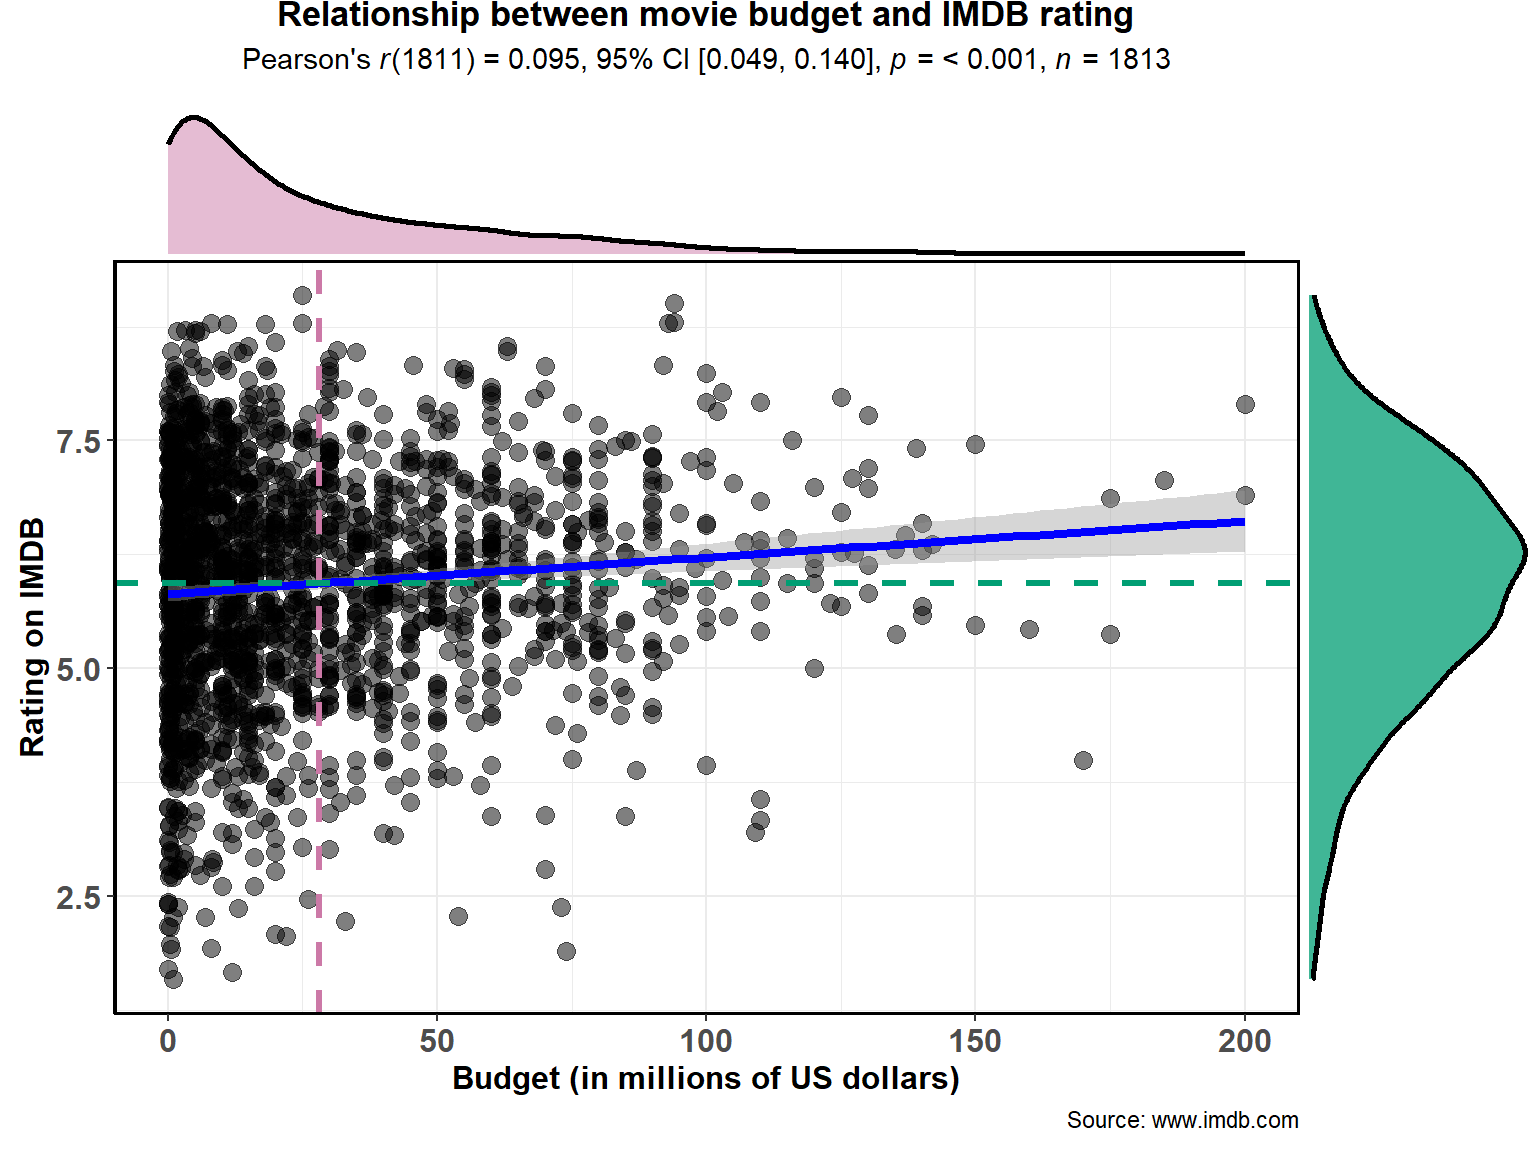 Relationship between movie budget and IMDB rating
Pearson's r(1811) = 0.095, 95% CI [0.049, 0.140], p = < 0.001, n = 1813
Rating on IMDB
7.5
5.0
2.5
0 50 100 150 200
Budget (in millions of US dollars)
Source: www.imdb.com